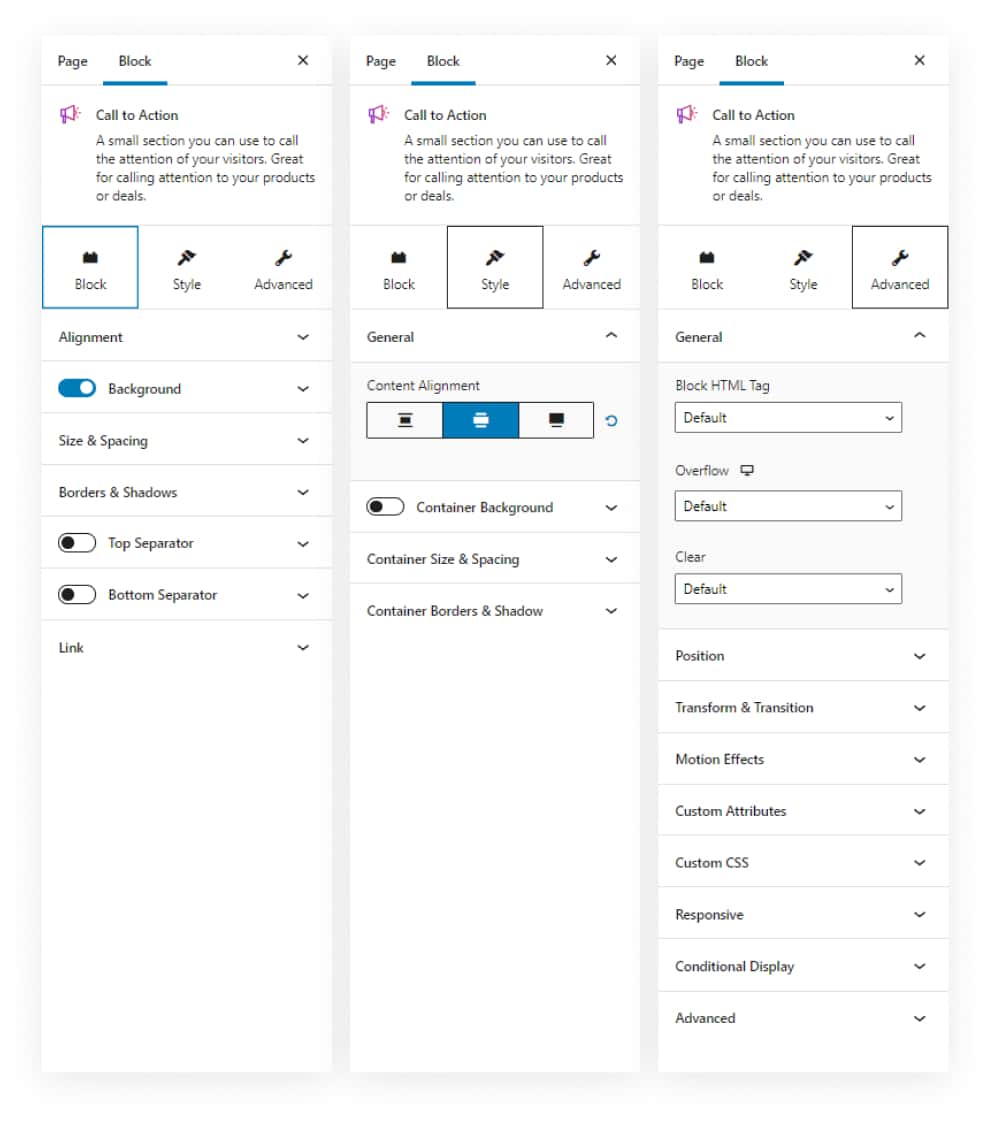 Page Block
Call to Action
A small section you can use to call
the attention of your visitors. Great
for calling attention to your products
or deals.
Block Style Advanced
Alignment
Background
Size & Spacing
Borders & Shadows
Top Separator
Bottom Separator
Link
Page Block
Call to Action
A small section you can use to call
the attention of your visitors. Great
for calling attention to your products
or deals.
Block Style Advanced
General
Content Alignment
Container Background
Container Size & Spacing
Container Borders & Shadow
Page Block
Call to Action
A small section you can use to call
the attention of your visitors. Great
for calling attention to your products
or deals.
Block Style Advanced
General
Block HTML Tag
Default
Overflow
Default
Clear
Default
Position
Transform & Transition
Motion Effects
Custom Attributes
Custom CSS
Responsive
Conditional Display
Advanced